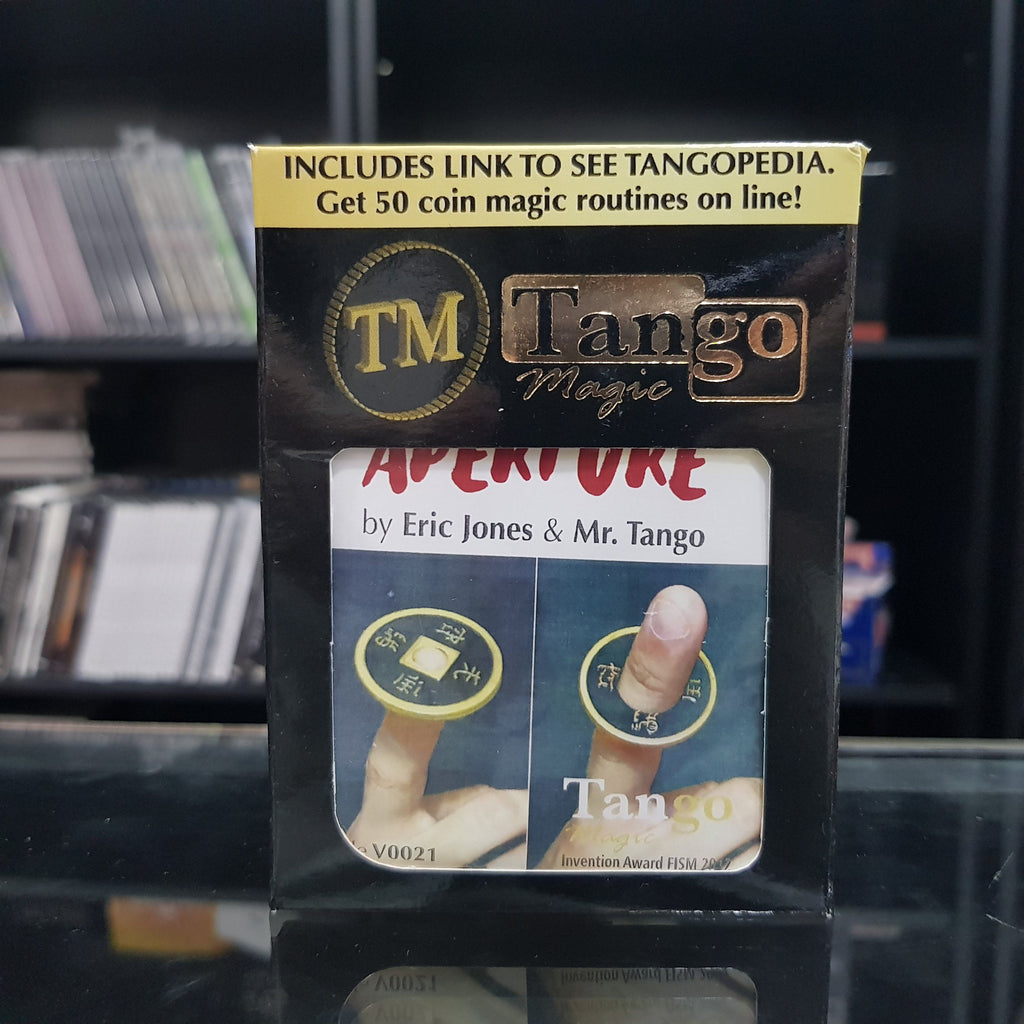 INCLUDES LINK TO SEE TANGOPEDIA.
Get 50 coin magic routines on line!
TM Tango
Magic
APERTURE
by Eric Jones & Mr. Tango
Tango
Magic
V0021
Invention Award FISM